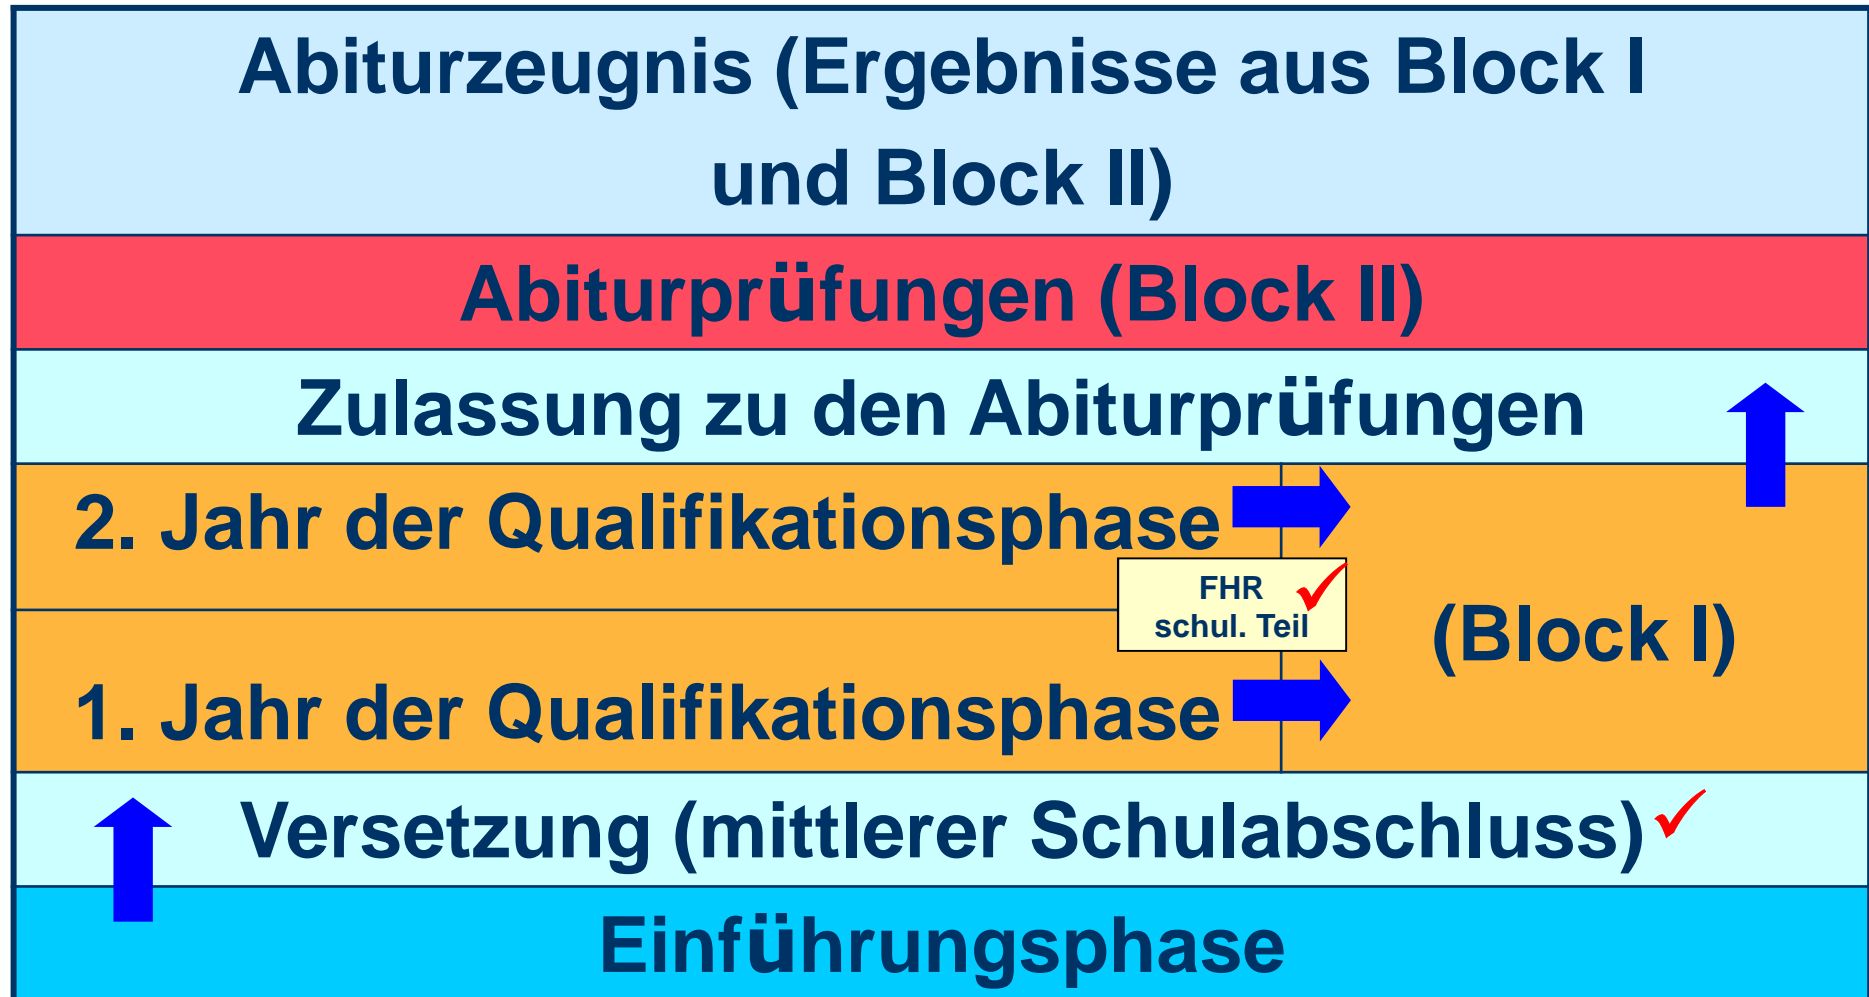 Abiturzeugnis (Ergebnisse aus Block I
und Block II)
Abiturprüfungen (Block II)
Zulassung zu den Abiturprüfungen
2. Jahr der Qualifikationsphase
FHR
schul. Teil
(Block I)
1. Jahr der Qualifikationsphase
Versetzung (mittlerer Schulabschluss)
Einführungsphase